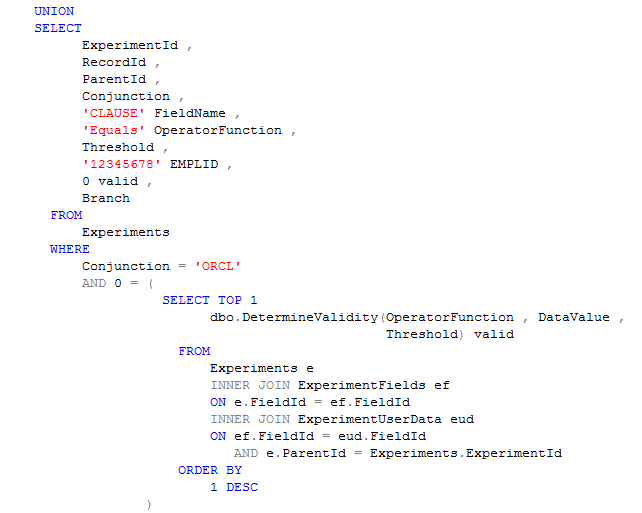 UNION
SELECT
ExperimentId ,
RecordId ,
ParentId ,
Conjunction ,
'CLAUSE' FieldName ,
'Equals' OperatorFunction ,
Threshold ,
'12345678' EMPLID ,
0 valid ,
Branch
FROM
Experiments
WHERE
Conjunction = 'ORCL'
AND 0 = (
SELECT TOP 1
dbo.DetermineValidity(OperatorFunction , DataValue ,
Threshold) valid
FROM
Experiments e
INNER JOIN ExperimentFields ef
ON e.FieldId = ef.FieldId
INNER JOIN ExperimentUserData eud
ON ef.FieldId = eud.FieldId
AND e.ParentId = Experiments.ExperimentId
ORDER BY
1 DESC
)